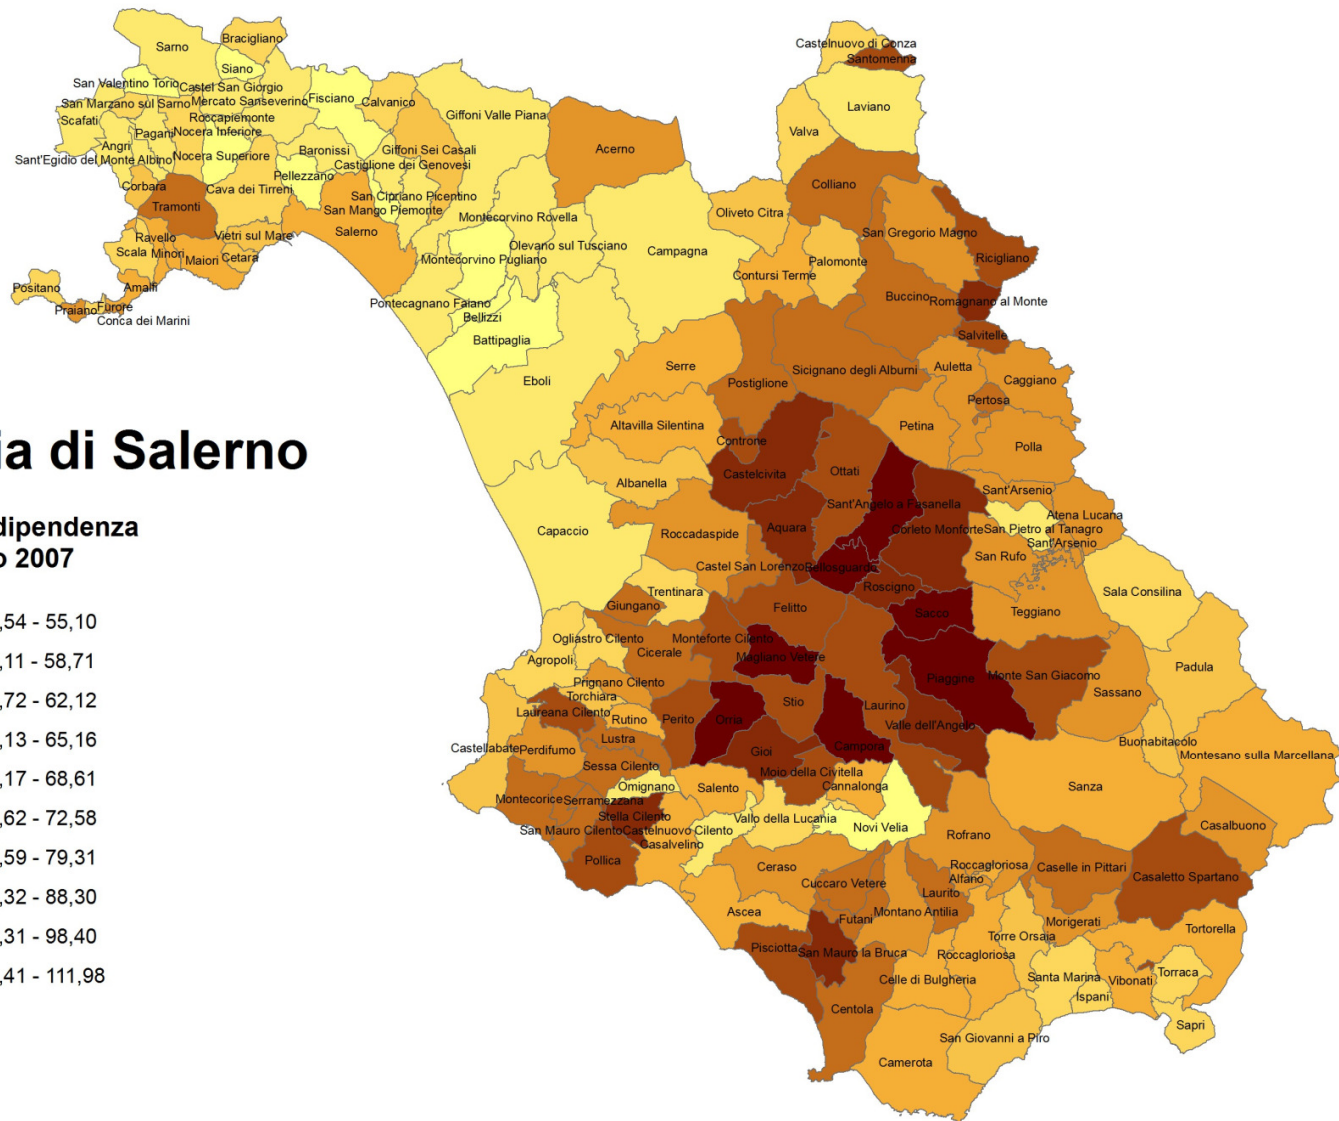 ia di Salerno
dipendenza
o 2007
,54 - 55,10
,11 - 58,71
,72 - 62,12
,13 - 65,16
,17 - 68,61
,62 - 72,58
,59 - 79,31
,32 - 88,30
,31 - 98,40
,41 - 111,98
Bracigliano
Sarno
Siano
San Valentino Torio
Castel San Giorgio
San Marzano sul Sarno
Mercato Sanseverino
Fisciano
Calvanico
Scafati
Roccapiemonte
Pagani
Nocera Inferiore
Angri
Sant'Egidio del Monte Albino
Nocera Superiore
Baronissi
Giffoni Sei Casali
Giffoni Valle Piana
Castiglione dei Genovesi
Pellezzano
Corbara
Cava dei Tirreni
San Cipriano Picentino
San Mango Piemonte
Tramonti
Ravello
Vietri sul Mare
Salerno
Scala
Minori
Maiori
Cetara
Positano
Amalfi
Praiano
Furore
Conca dei Marini
Acerno
Montecorvino Rovella
Olevano sul Tusciano
Montecorvino Pugliano
Pontecagnano Faiano
Bellizzi
Battipaglia
Eboli
Campagna
Castelnuovo di Conza
Santomenna
Laviano
Valva
Colliano
Oliveto Citra
San Gregorio Magno
Ricigliano
Palomonte
Contursi Terme
Buccino
Romagnano al Monte
Salvitelle
Serre
Postiglione
Sicignano degli Alburni
Auletta
Caggiano
Pertosa
Petina
Polla
Altavilla Silentina
Controne
Castelcivita
Ottati
Albanella
Sant'Angelo a Fasanella
Sant'Arsenio
Atena Lucana
Capaccio
Aquara
Corleto Monforte
San Pietro al Tanagro
Sant'Arsenio
Roccadaspide
San Rufo
Castel San Lorenzo
Bellosguardo
Roscigno
Trentinara
Giungano
Felitto
Sacco
Teggiano
Sala Consilina
Ogliastro Cilento
Monteforte Cilento
Cicerale
Magliano Vetere
Agropoli
Piaggine
Monte San Giacomo
Padula
Prignano Cilento
Torchiara
Sassano
Laureana Cilento
Rutino
Perito
Orria
Stio
Laurino
Valle dell'Angelo
Lustra
Castellabate
Perdifumo
Gioi
Campora
Buonabitacolo
Montesano sulla Marcellana
Sessa Cilento
Moio della Civitella
Omignano
Salento
Cannalonga
Sanza
Montecorice
Serramezzana
Stella Cilento
Vallo della Lucania
Novi Velia
San Mauro Cilento
Castelnuovo Cilento
Casalvelino
Casalbuono
Rofrano
Pollica
Ceraso
Roccagloriosa
Alfano
Caselle in Pittari
Casaletto Spartano
Cuccaro Vetere
Laurito
Ascea
Futani
Montano Antilia
Morigerati
Torre Orsaia
Tortorella
Pisciotta
San Mauro la Bruca
Roccagloriosa
Celle di Bulgheria
Santa Marina
Vibonati
Torraca
Ispani
Centola
Sapri
San Giovanni a Piro
Camerota